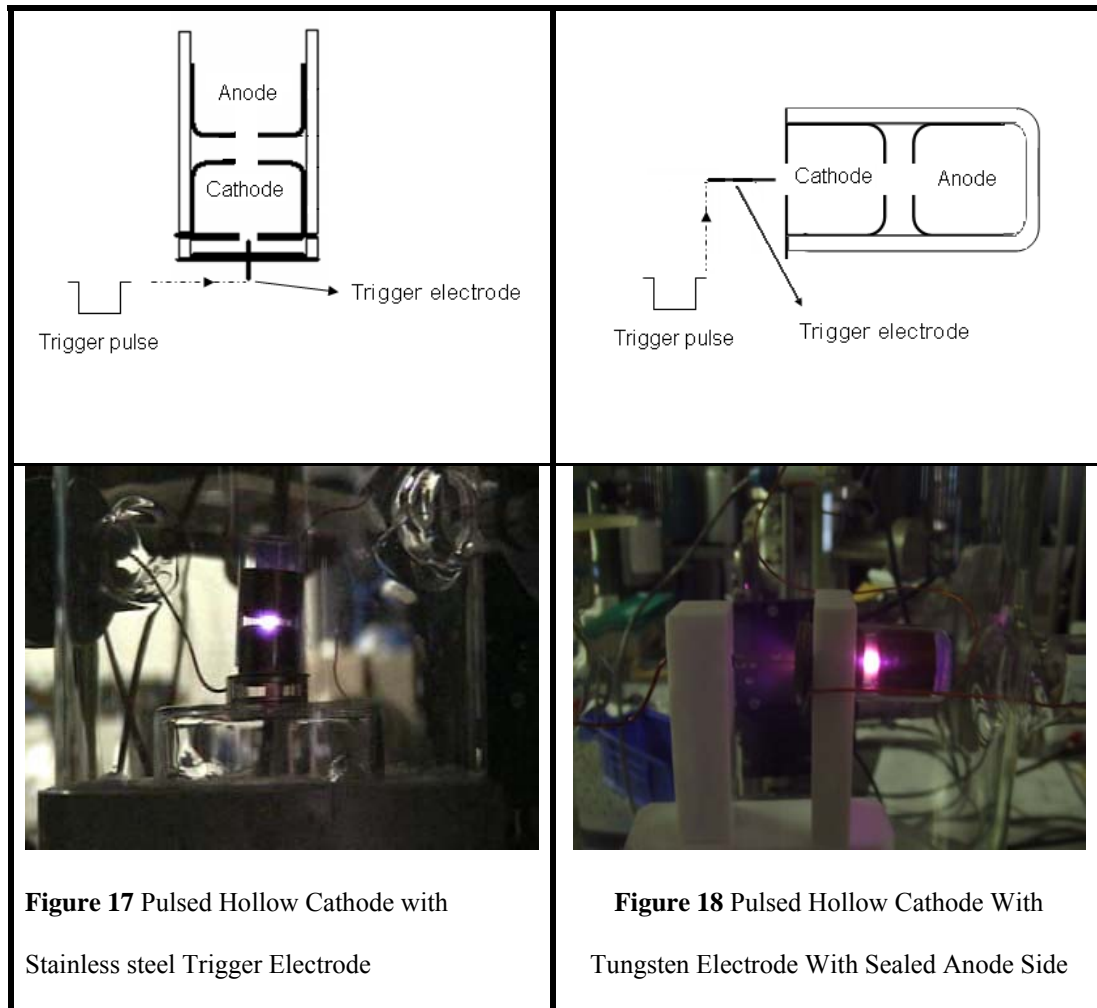 Anode
Cathode
Trigger electrode
Trigger pulse
Cathode Anode
Trigger pulse
Trigger electrode
Figure 17 Pulsed Hollow Cathode with
Stainless steel Trigger Electrode
Figure 18 Pulsed Hollow Cathode With
Tungsten Electrode With Sealed Anode Side